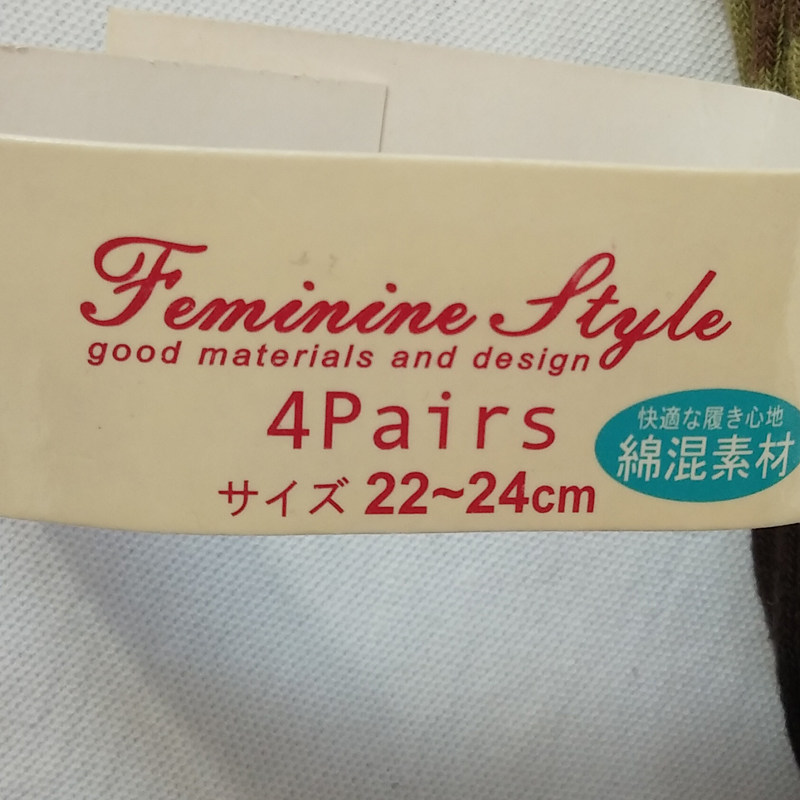 Feminine Style
good materials and design
4Pairs
サイズ 22~24cm
快適な履き心地
綿混素材